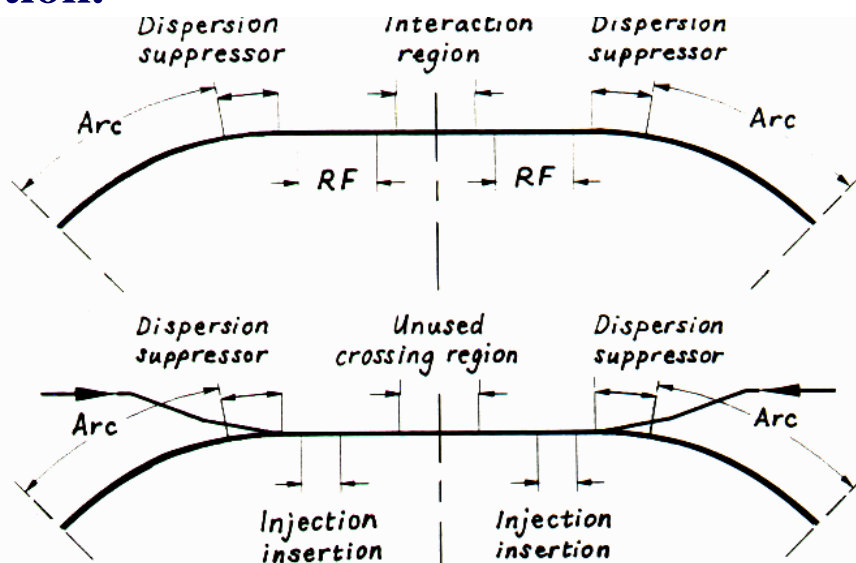 Dispersion
suppressor
Interaction
region
Dispersion
suppressor
Arc
Arc
RF
RF
Dispersion
suppressor
Unused
crossing region
Dispersion
suppressor
Arc
Arc
Injection
insertion
Injection
insertion